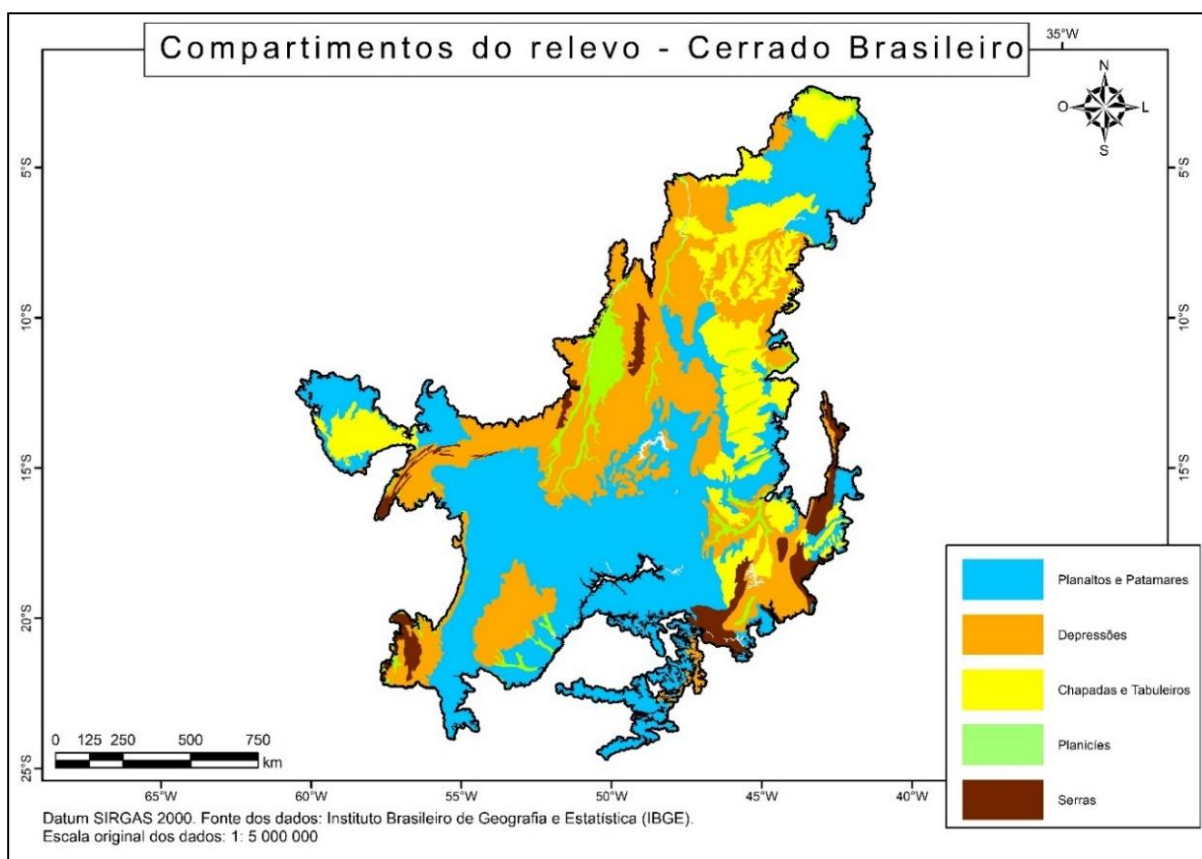 Compartimentos do relevo - Cerrado Brasileiro
35°W
N
O L
S
5°S 5°S
10°S 10°S
15°S 15°S
20°S
25°S
Planaltos e Patamares
Depressões
Chapadas e Tabuleiros
Planicíes
Serras
0 125 250 500 750
km
65°W 60°W 55°W 50°W 45°W 40°W
Datum SIRGAS 2000. Fonte dos dados: Instituto Brasileiro de Geografia e Estatística (IBGE).
Escala original dos dados: 1: 5 000 000